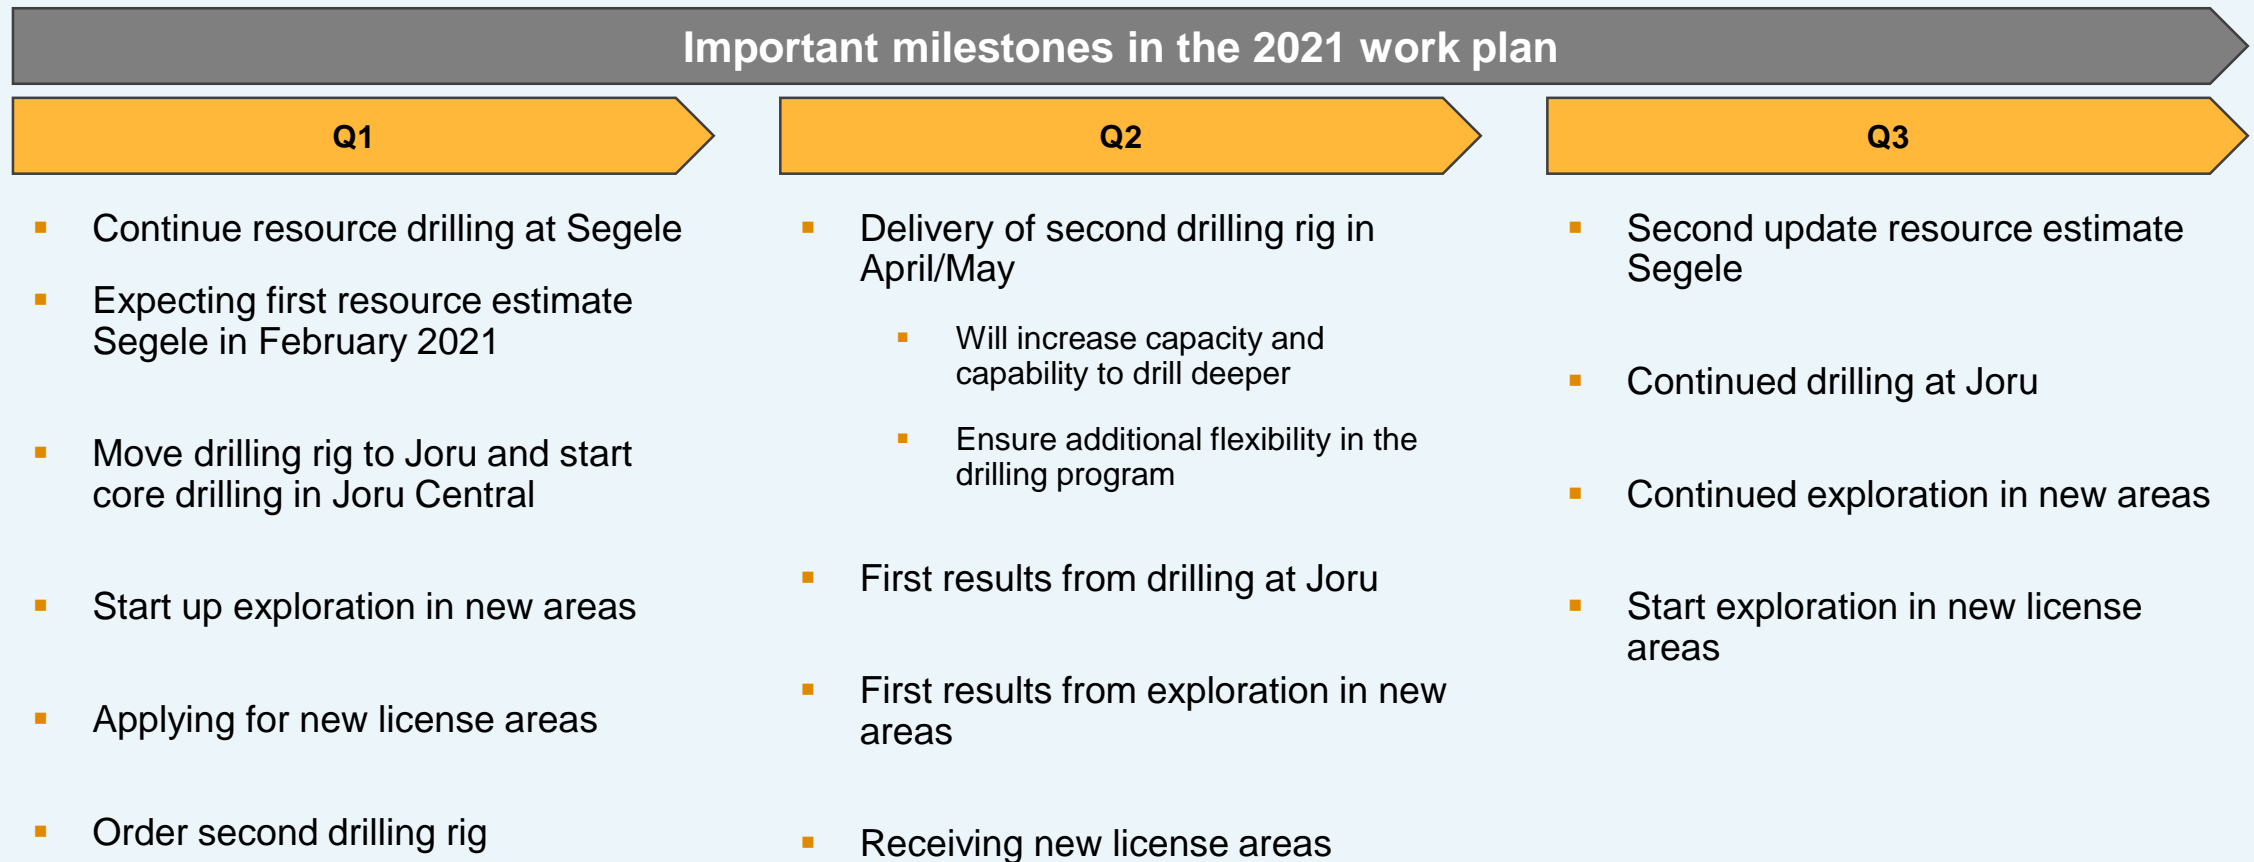 Important milestones in the 2021 work plan
Q1
▪ Continue resource drilling at Segele
▪ Expecting first resource estimate
Segele in February 2021
▪ Move drilling rig to Joru and start
core drilling in Joru Central
▪ Start up exploration in new areas
▪ Applying for new license areas
▪ Order second drilling rig
Q2
▪ Delivery of second drilling rig in
April/May
▪ Will increase capacity and
capability to drill deeper
▪ Ensure additional flexibility in the
drilling program
▪ First results from drilling at Joru
▪ First results from exploration in new
areas
▪ Receiving new license areas
Q3
▪ Second update resource estimate
Segele
▪ Continued drilling at Joru
▪ Continued exploration in new areas
▪ Start exploration in new license
areas